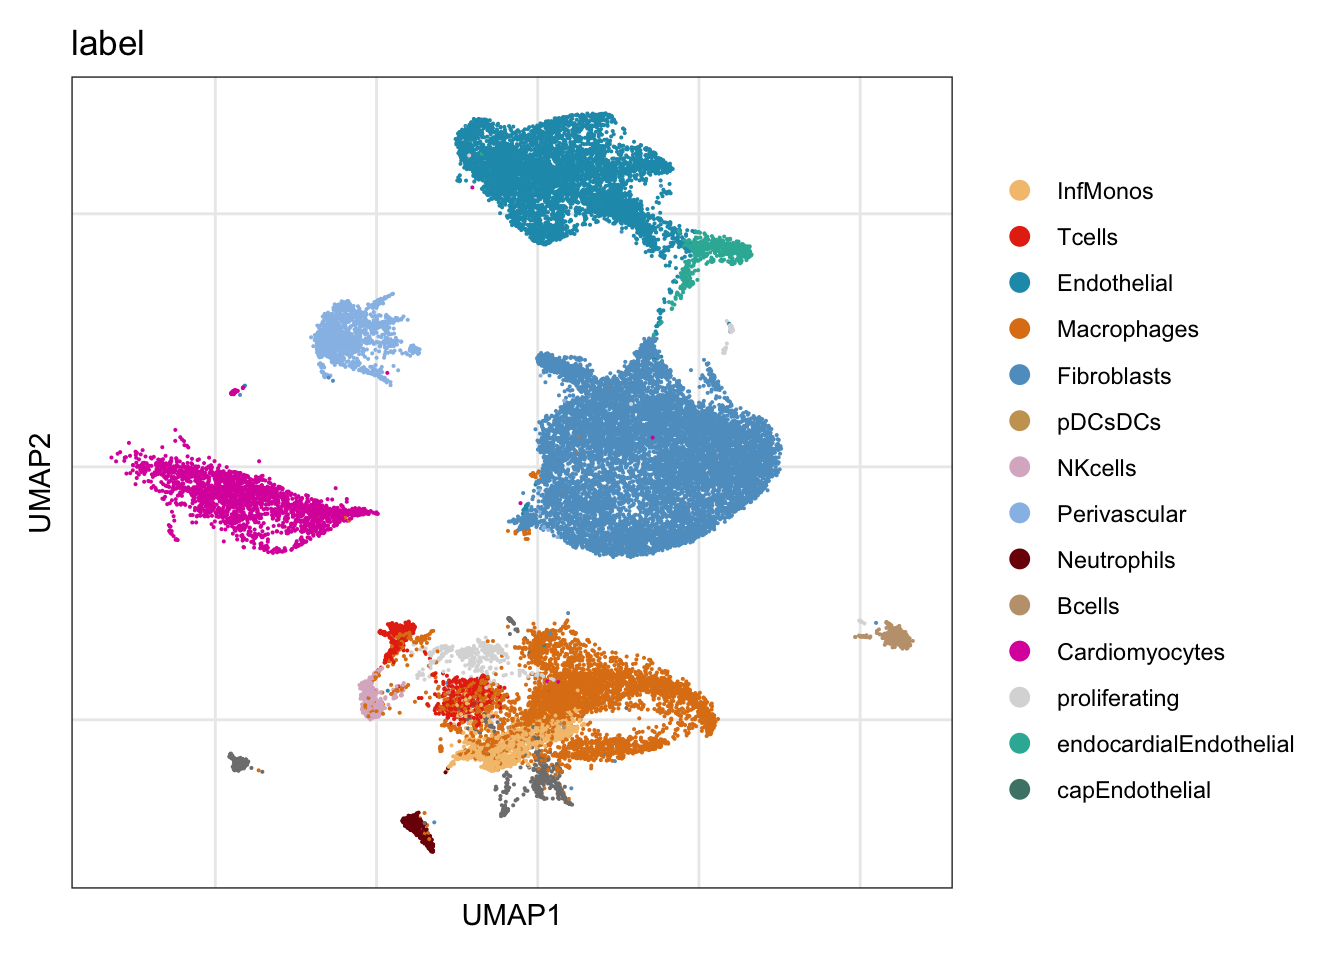 label
UMAP2
UMAP1
InfMonos
Tcells
Endothelial
Macrophages
Fibroblasts
pDCsDCs
NKcells
Perivascular
Neutrophils
Bcells
Cardiomyocytes
proliferating
endocardialEndothelial
capEndothelial